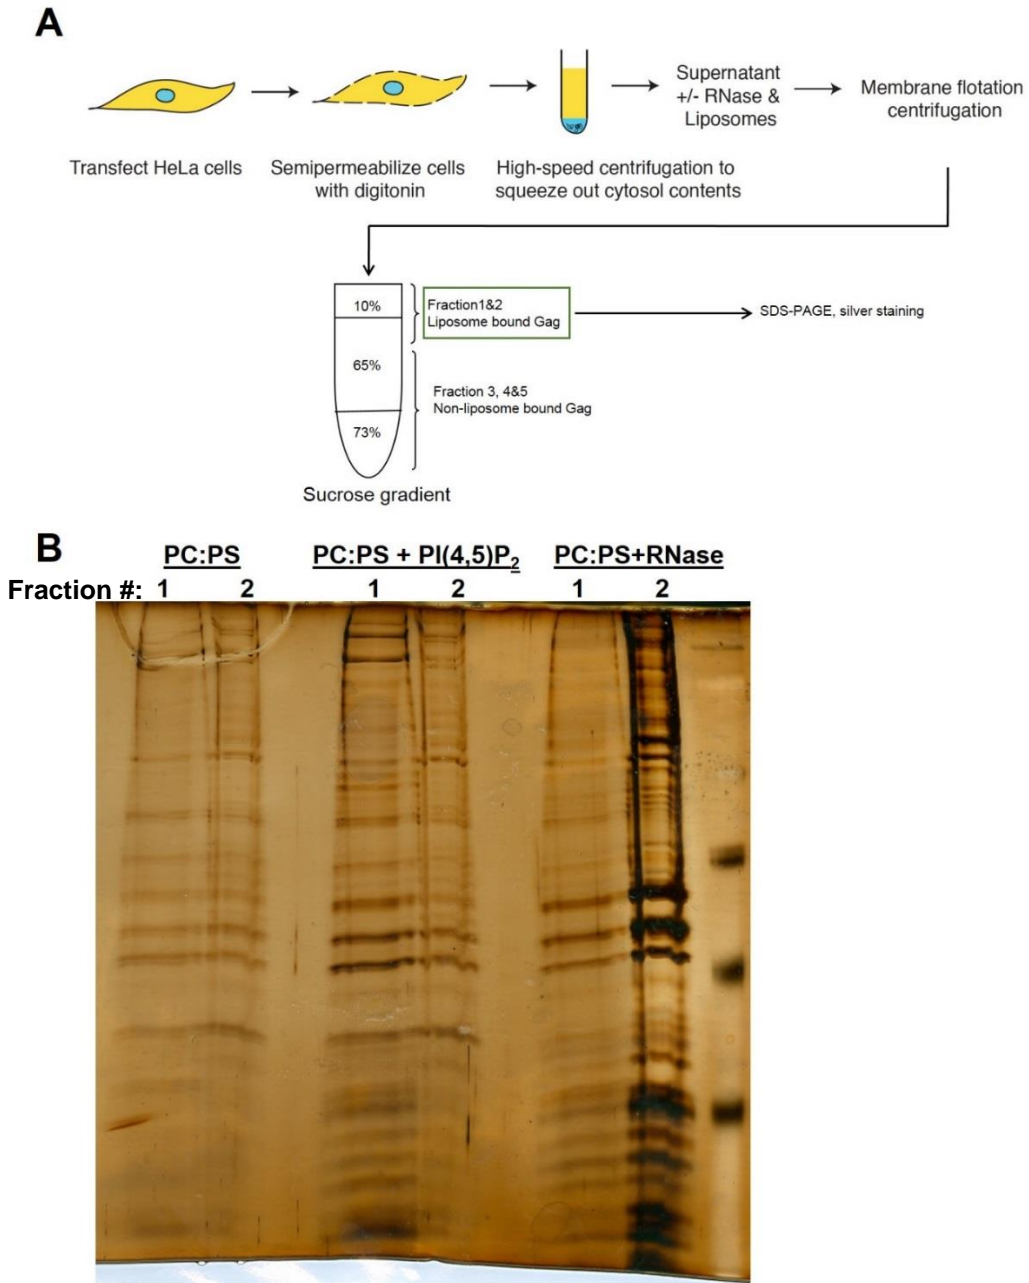 A
Transfect HeLa cells
Semipermeabilize cells
with digitonin
High-speed centrifugation to
squeeze out cytosol contents
Supernatant
+/- RNase &
Liposomes
Membrane flotation
centrifugation
10%
65%
73%
Fraction1&2
Liposome bound Gag
SDS-PAGE, silver staining
Fraction 3, 4&5
Non-liposome bound Gag
Sucrose gradient
B
PC:PS PC:PS + PI(4,5)P2 PC:PS+RNase
Fraction #: 1 2 1 2 1 2